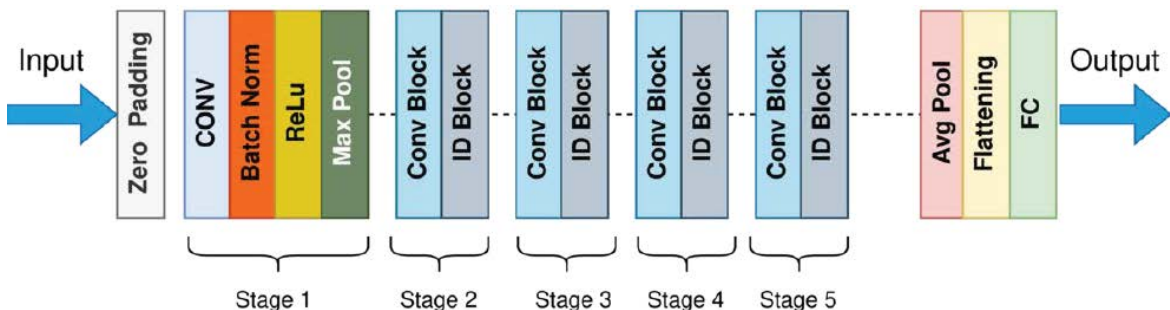 Input
Zero Padding
CONV
Batch Norm
ReLu
Max Pool
Conv Block
ID Block
Conv Block
ID Block
Conv Block
ID Block
Conv Block
ID Block
Avg Pool
Flattening
FC
Output
Stage 1
Stage 2
Stage 3
Stage 4
Stage 5